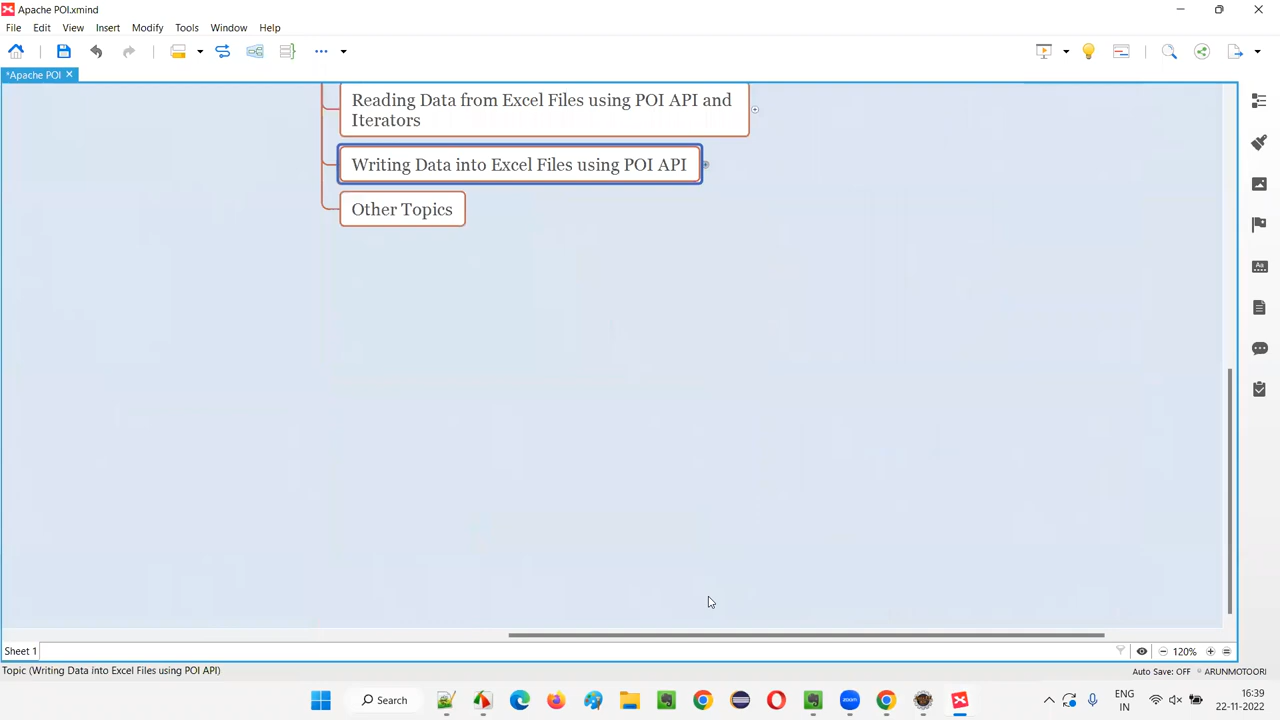 Apache POI.xmind
File Edit View Insert Modify Tools Window Help
*Apache POI
Reading Data from Excel Files using POI API and
Iterators
Writing Data into Excel Files using POI API
Other Topics
Sheet 1
120%
Topic (Writing Data into Excel Files using POI API)
Auto Save: OFF
ARUNMOTOORI
Search
ENG
IN
16:39
22-11-2022